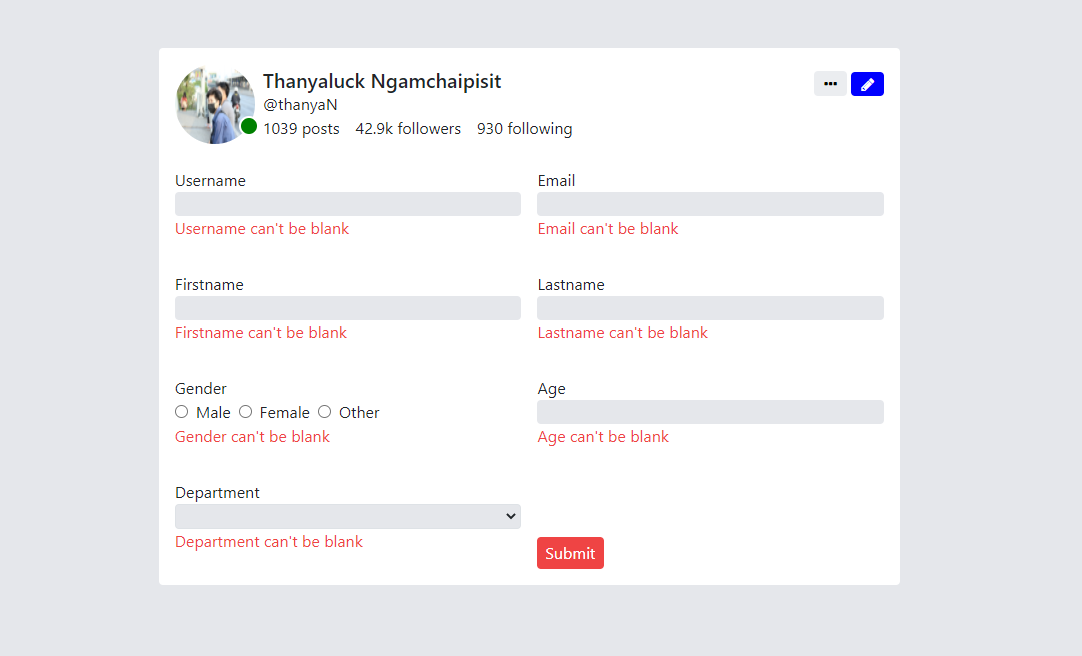 Thanyaluck Ngamchaipisit
@thanyaN
1039 posts 42.9k followers 930 following
Username
Email
Username can't be blank
Email can't be blank
Firstname
Lastname
Firstname can't be blank
Lastname can't be blank
Gender
Age
Male Female Other
Gender can't be blank
Age can't be blank
Department
Department can't be blank
Submit